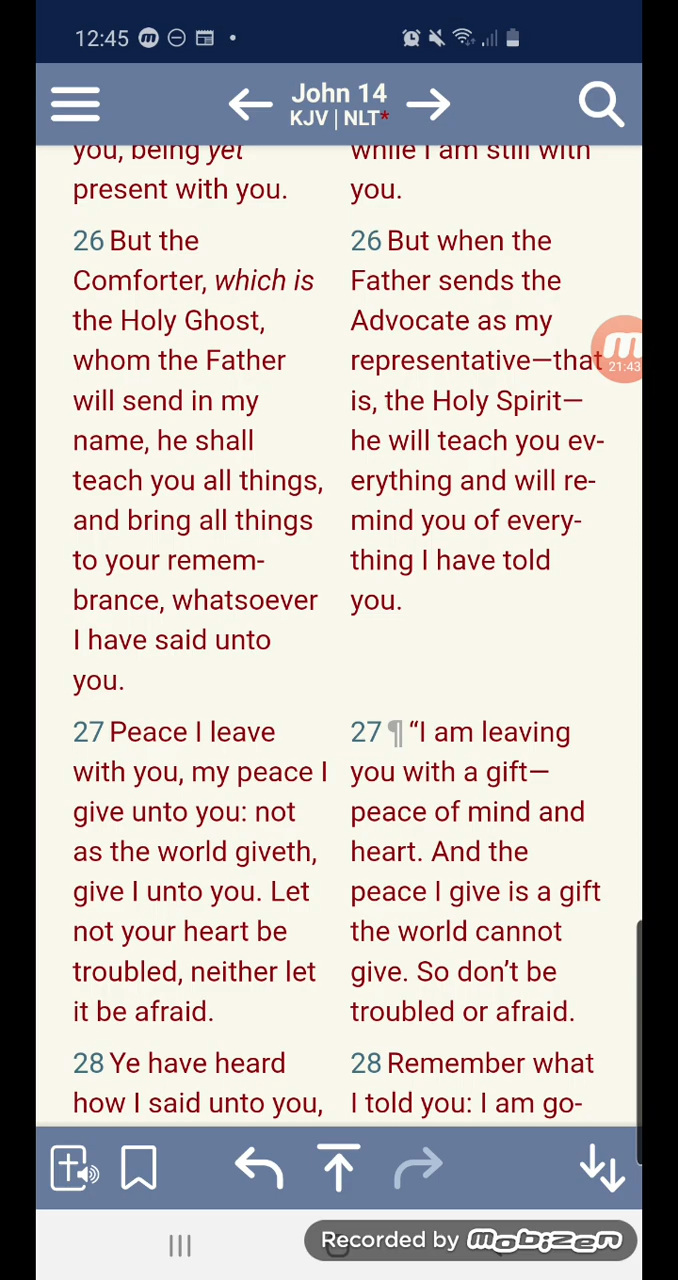 12:45
John 14
KJV | NLT*
you, being yet
present with you.
26 But the
Comforter, which is
the Holy Ghost,
whom the Father
will send in my
name, he shall
teach you all things,
and bring all things
to your remem-
brance, whatsoever
I have said unto
you.
27 Peace I leave
with you, my peace I
give unto you: not
as the world giveth,
give I unto you. Let
not your heart be
troubled, neither let
it be afraid.
28 Ye have heard
how I said unto you,
while I am still with
you.
26 But when the
Father sends the
Advocate as my
representative—that
is, the Holy Spirit—
he will teach you ev-
erything and will re-
mind you of every-
thing I have told
you.
27 ¶ “I am leaving
you with a gift—
peace of mind and
heart. And the
peace I give is a gift
the world cannot
give. So don’t be
troubled or afraid.
28 Remember what
I told you: I am go-
m
21:43
Recorded by mobizen